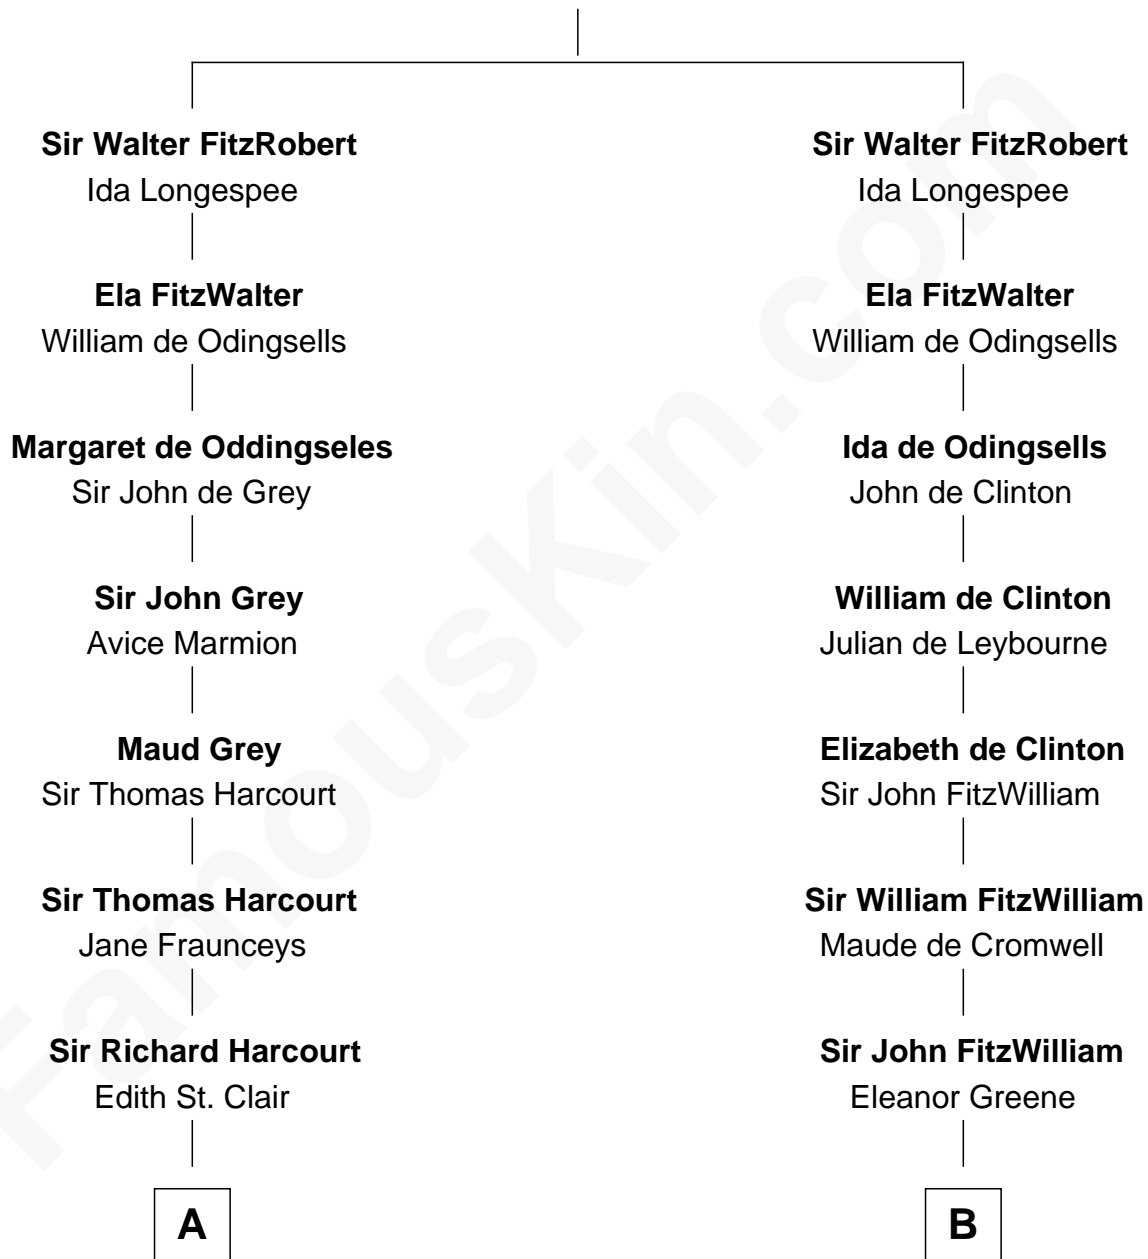 Sir Walter FitzRobert
Ida Longespee
Ela FitzWalter
William de Odingsells
Margaret de Oddingseles
Sir John de Grey
Sir John Grey
Avice Marmion
Maud Grey
Sir Thomas Harcourt
Sir Thomas Harcourt
Jane Fraunceys
Sir Richard Harcourt
Edith St. Clair
A
Sir Walter FitzRobert
Ida Longespee
Ela FitzWalter
William de Odingsells
Ida de Odingsells
John de Clinton
William de Clinton
Julian de Leybourne
Elizabeth de Clinton
Sir John FitzWilliam
Sir William FitzWilliam
Maude de Cromwell
Sir John FitzWilliam
Eleanor Greene
B
FamousKin.com